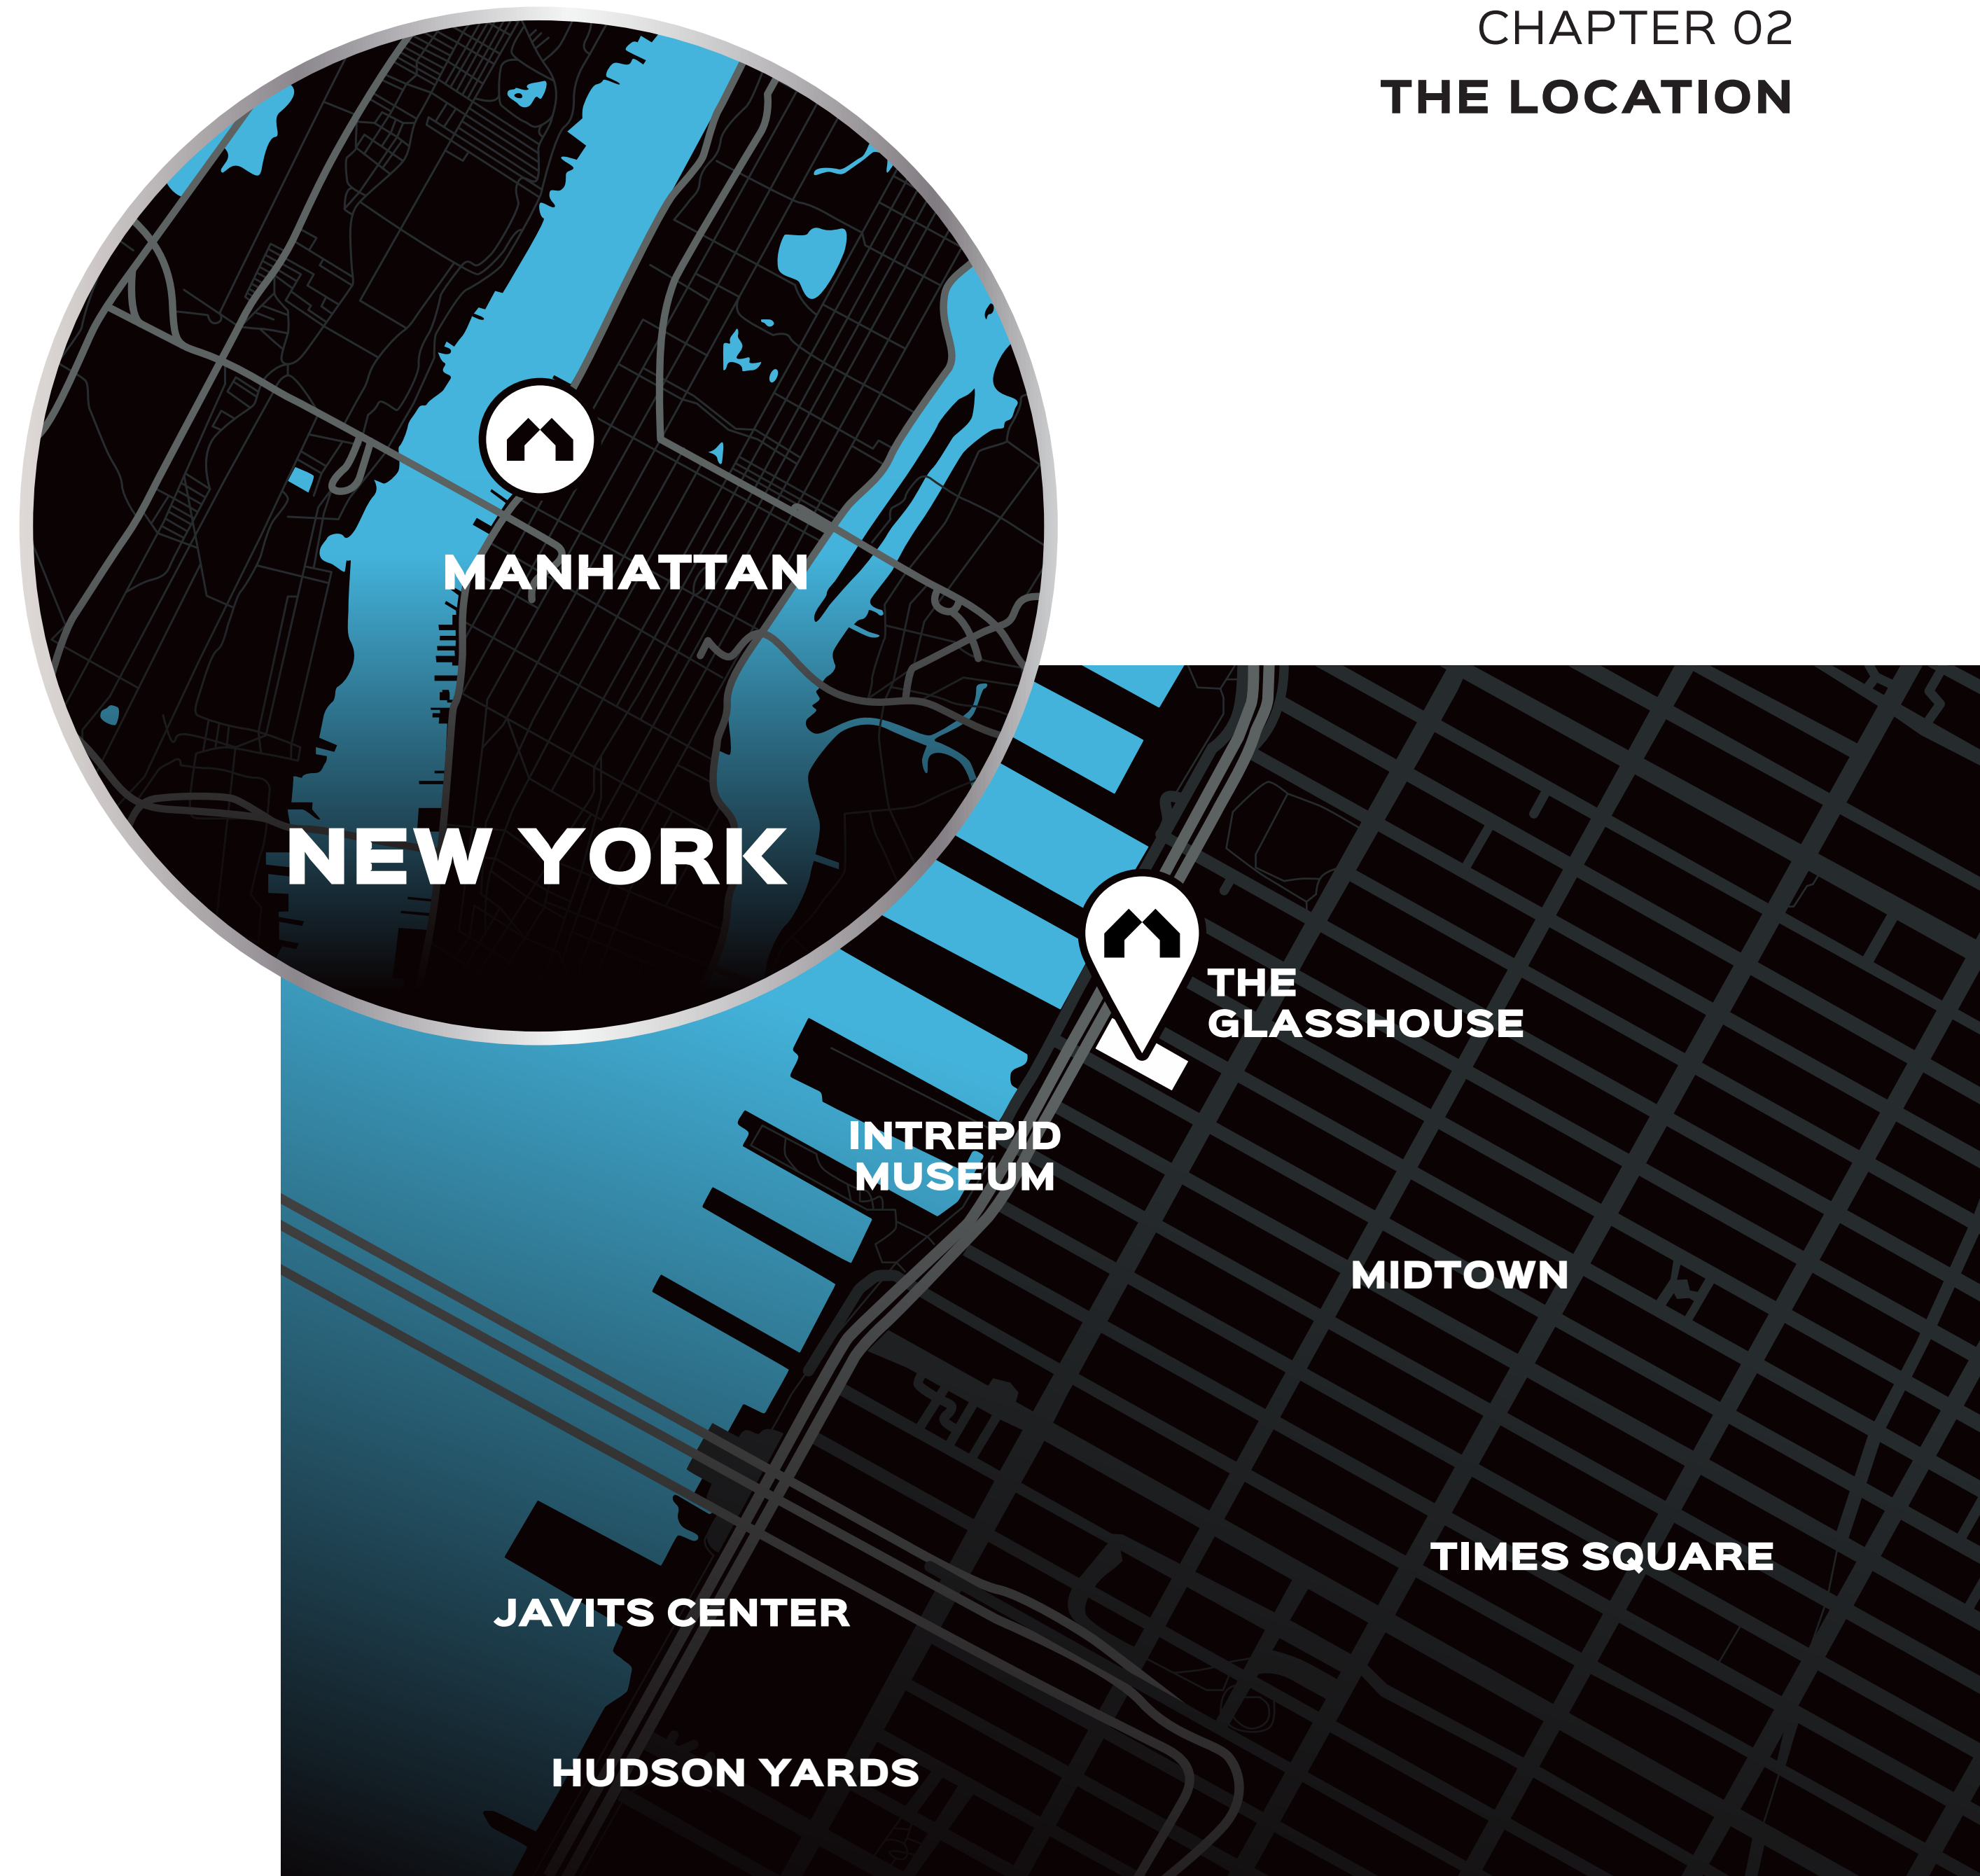 CHAPTER 02
THE LOCATION
MANHATTAN
NEW YORK
THE
GLASSHOUSE
INTREPID
MUSEUM
MIDTOWN
TIMES SQUARE
JAVITS CENTER
HUDSON YARDS